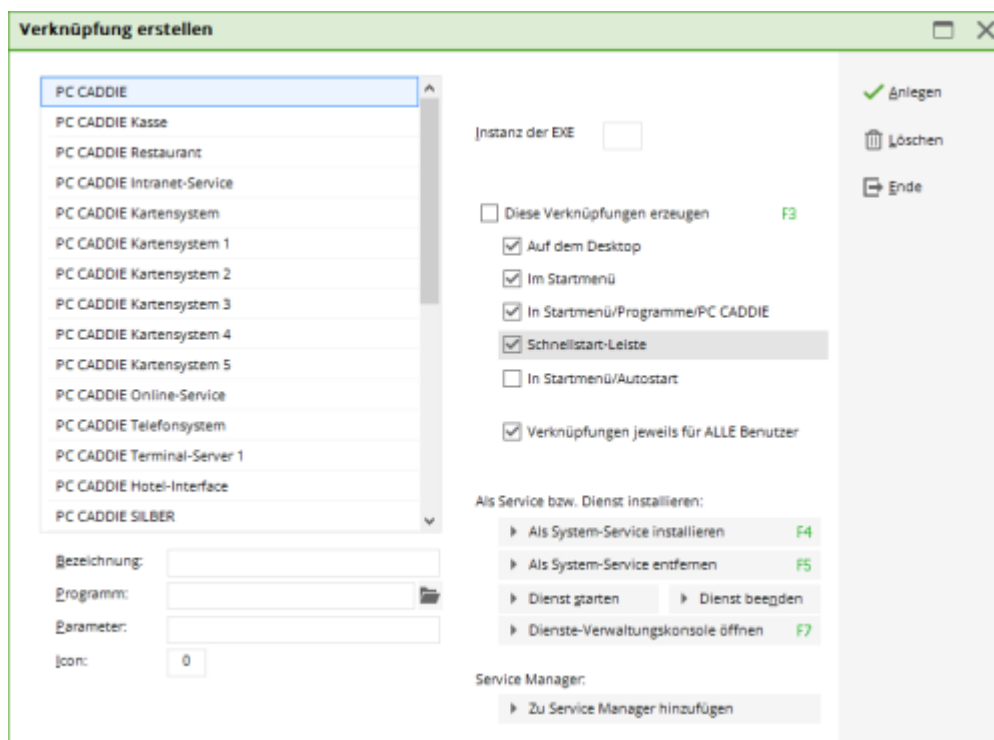 Verknüpfung erstellen
PC CADDIE
PC CADDIE Kasse
PC CADDIE Restaurant
PC CADDIE Intranet-Service
PC CADDIE Kartensystem
PC CADDIE Kartensystem 1
PC CADDIE Kartensystem 2
PC CADDIE Kartensystem 3
PC CADDIE Kartensystem 4
PC CADDIE Kartensystem 5
PC CADDIE Online-Service
PC CADDIE Telefonsystem
PC CADDIE Terminal-Server 1
PC CADDIE Hotel-Interface
PC CADDIE SILBER
Bezeichnung:
Programm:
Parameter:
Icon: 0
Instanz der EXE
Diese Verknüpfungen erzeugen F3
Auf dem Desktop
Im Startmenü
In Startmenü/Programme/PC CADDIE
Schnellstart-Leiste
In Startmenü/Autostart
Verknüpfungen jeweils für ALLE Benutzer
Als Service bzw. Dienst installieren:
Als System-Service installieren F4
Als System-Service entfernen F5
Dienst starten Dienst beenden
Dienste-Verwaltungskonsole öffnen F7
Service Manager:
Zu Service Manager hinzufügen
Anlegen
Löschen
Ende